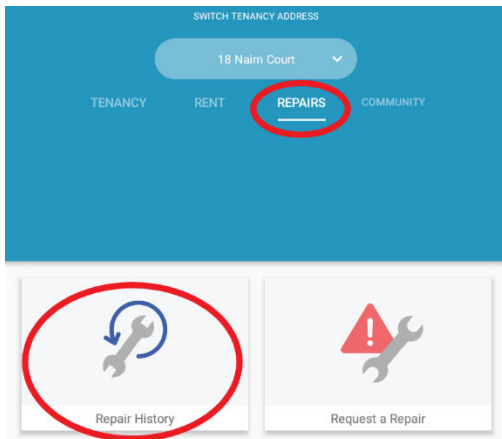 SWITCH TENANCY ADDRESS
18 Nairn Court
TENANCY RENT REPAIRS COMMUNITY
Repair History Request a Repair